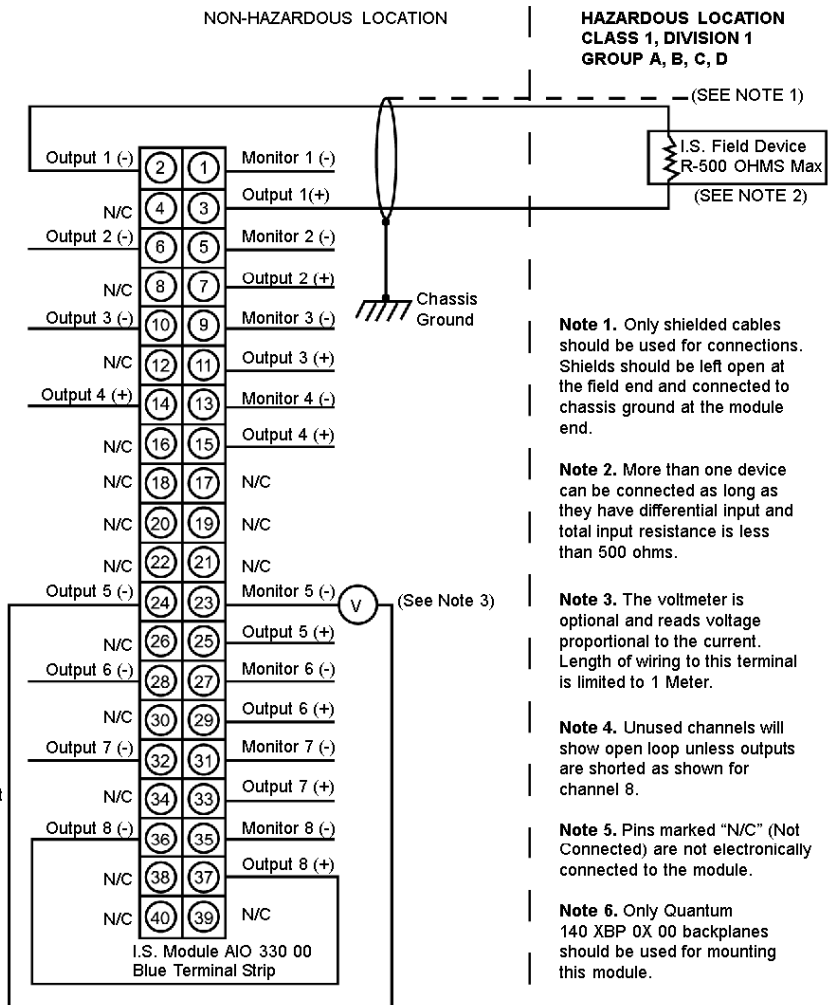 NON-HAZARDOUS LOCATION
HAZARDOUS LOCATION
CLASS 1, DIVISION 1
GROUP A, B, C, D
(SEE NOTE 1)
I.S. Field Device
R-500 OHMS Max
(SEE NOTE 2)
Output 1 (-) 2 1 Monitor 1 (-)
N/C 4 3 Output 1(+)
Output 2 (-) 6 5 Monitor 2 (-)
N/C 8 7 Output 2 (+)
Output 3 (-) 10 9 Monitor 3 (-)
N/C 12 11 Output 3 (+)
Output 4 (+) 14 13 Monitor 4 (-)
N/C 16 15 Output 4 (+)
N/C 18 17 N/C
N/C 20 19 N/C
N/C 22 21 N/C
Output 5 (-) 24 23 Monitor 5 (-) V (See Note 3)
N/C 26 25 Output 5 (+)
Output 6 (-) 28 27 Monitor 6 (-)
N/C 30 29 Output 6 (+)
Output 7 (-) 32 31 Monitor 7 (-)
N/C 34 33 Output 7 (+)
Output 8 (-) 36 35 Monitor 8 (-)
N/C 38 37 Output 8 (+)
N/C 40 39 N/C
I.S. Module AIO 330 00
Blue Terminal Strip
Chassis
Ground
Note 1. Only shielded cables
should be used for connections.
Shields should be left open at
the field end and connected to
chassis ground at the module
end.
Note 2. More than one device
can be connected as long as
they have differential input and
total input resistance is less
than 500 ohms.
Note 3. The voltmeter is
optional and reads voltage
proportional to the current.
Length of wiring to this terminal
is limited to 1 Meter.
Note 4. Unused channels will
show open loop unless outputs
are shorted as shown for
channel 8.
Note 5. Pins marked “N/C” (Not
Connected) are not electronically
connected to the module.
Note 6. Only Quantum
140 XBP 0X 00 backplanes
should be used for mounting
this module.